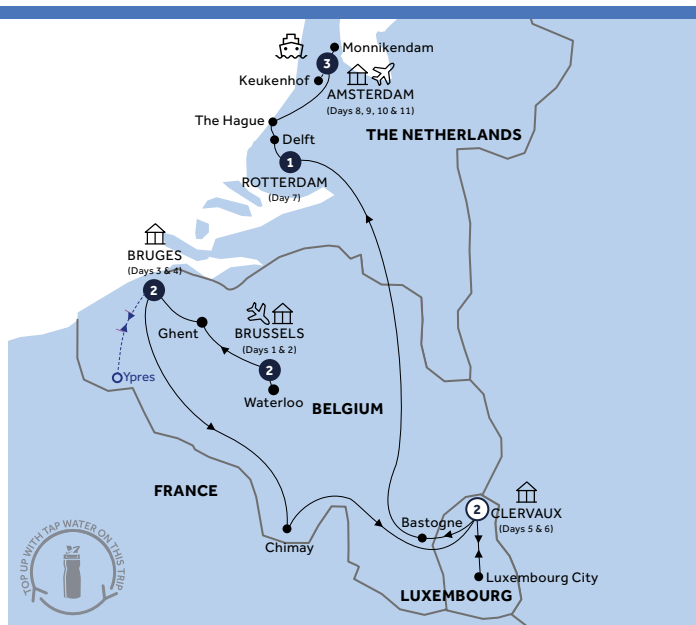 Monnikendam
3
Keukenhof
AMSTERDAM
(Days 8, 9, 10 & 11)
The Hague
THE NETHERLANDS
Delft
1
ROTTERDAM
(Day 7)
BRUGES
(Days 3 & 4)
2
Ghent
BRUSSELS
(Days 1 & 2)
2
Ypres
Waterloo
BELGIUM
FRANCE
2
CLERVAUX
(Days 5 & 6)
Bastogne
Chimay
Luxembourg City
LUXEMBOURG
TOP UP WITH TAP WATER ON THIS TRIP